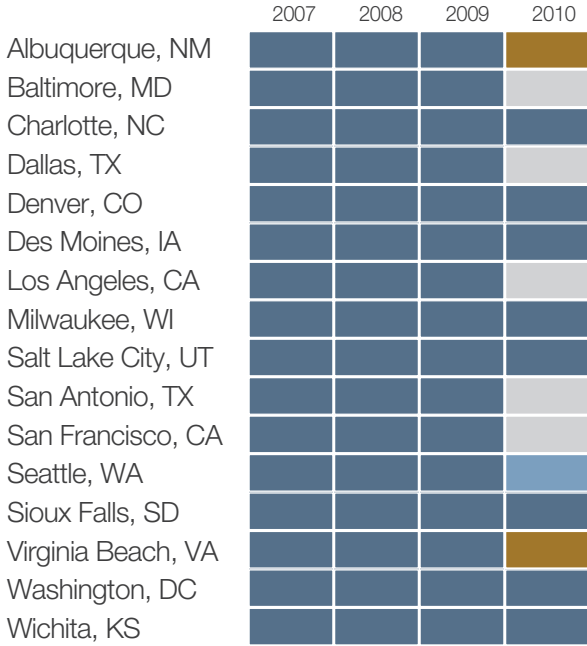 2007 2008 2009 2010
Albuquerque, NM
Baltimore, MD
Charlotte, NC
Dallas, TX
Denver, CO
Des Moines, IA
Los Angeles, CA
Milwaukee, WI
Salt Lake City, UT
San Antonio, TX
San Francisco, CA
Seattle, WA
Sioux Falls, SD
Virginia Beach, VA
Washington, DC
Wichita, KS